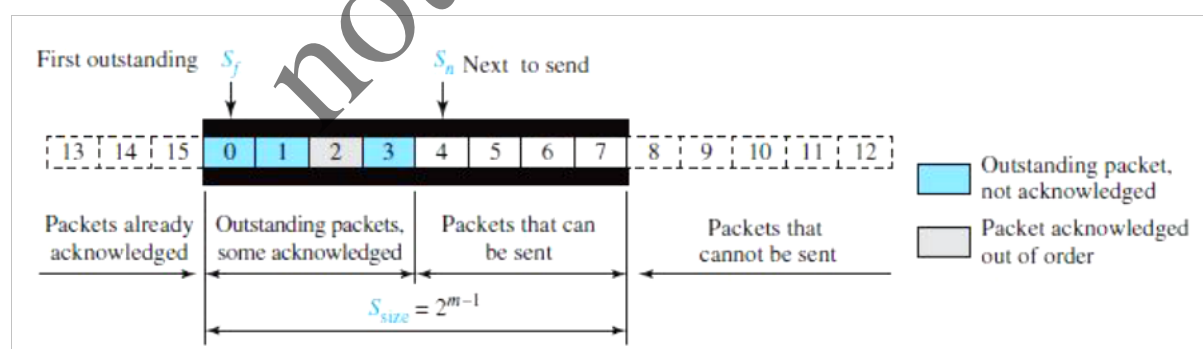 not
First outstanding S_f S_n Next to send
13 14 15 0 1 2 3 4 5 6 7 8 9 10 11 12
Outstanding packet,
not acknowledged
Packet acknowledged
out of order
Packets already
acknowledged
Outstanding packets,
some acknowledged
Packets that can
be sent
Packets that
cannot be sent
S_size = 2^{m–1}